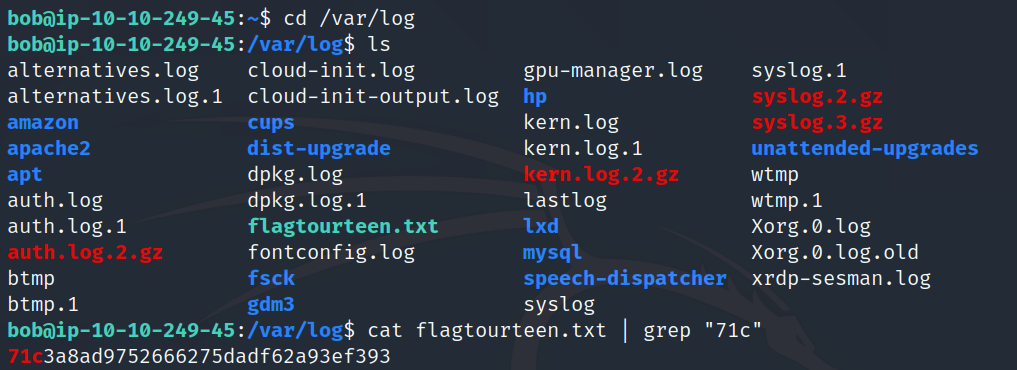 bob@ip-10-10-249-45:~$ cd /var/log
bob@ip-10-10-249-45:/var/log$ ls
alternatives.log    cloud-init.log         gpu-manager.log    syslog.1
alternatives.log.1  cloud-init-output.log  hp                 syslog.2.gz
amazon              cups                   kern.log           syslog.3.gz
apache2             dist-upgrade           kern.log.1         unattended-upgrades
apt                 dpkg.log               kern.log.2.gz      wtmp
auth.log            dpkg.log.1             lastlog            wtmp.1
auth.log.1          flagtourteen.txt       lxd                Xorg.0.log
auth.log.2.gz       fontconfig.log         mysql              Xorg.0.log.old
btmp                fsck                   speech-dispatcher  xrdp-sesman.log
btmp.1              gdm3                   syslog
bob@ip-10-10-249-45:/var/log$ cat flagtourteen.txt | grep "71c"
71c3a8ad9752666275dadf62a93ef393